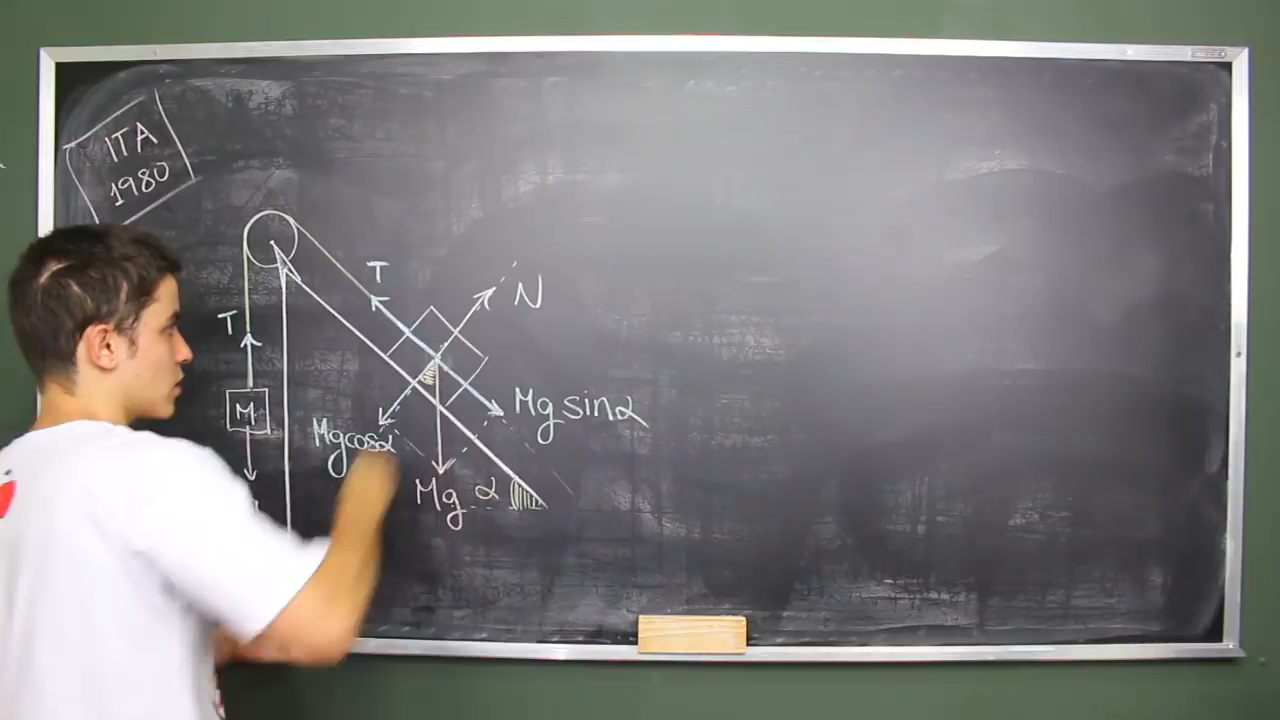 ITA
1980
T
N
T
M
Mg sinα
Mgcosα
Mg α